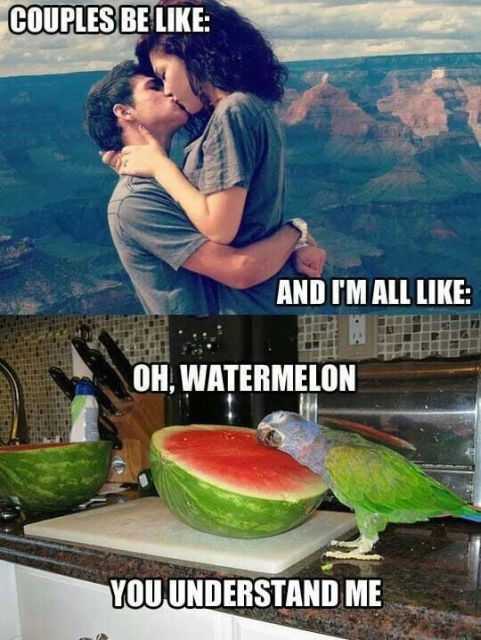 COUPLES BE LIKE:
AND I'M ALL LIKE:
OH, WATERMELON
YOU UNDERSTAND ME